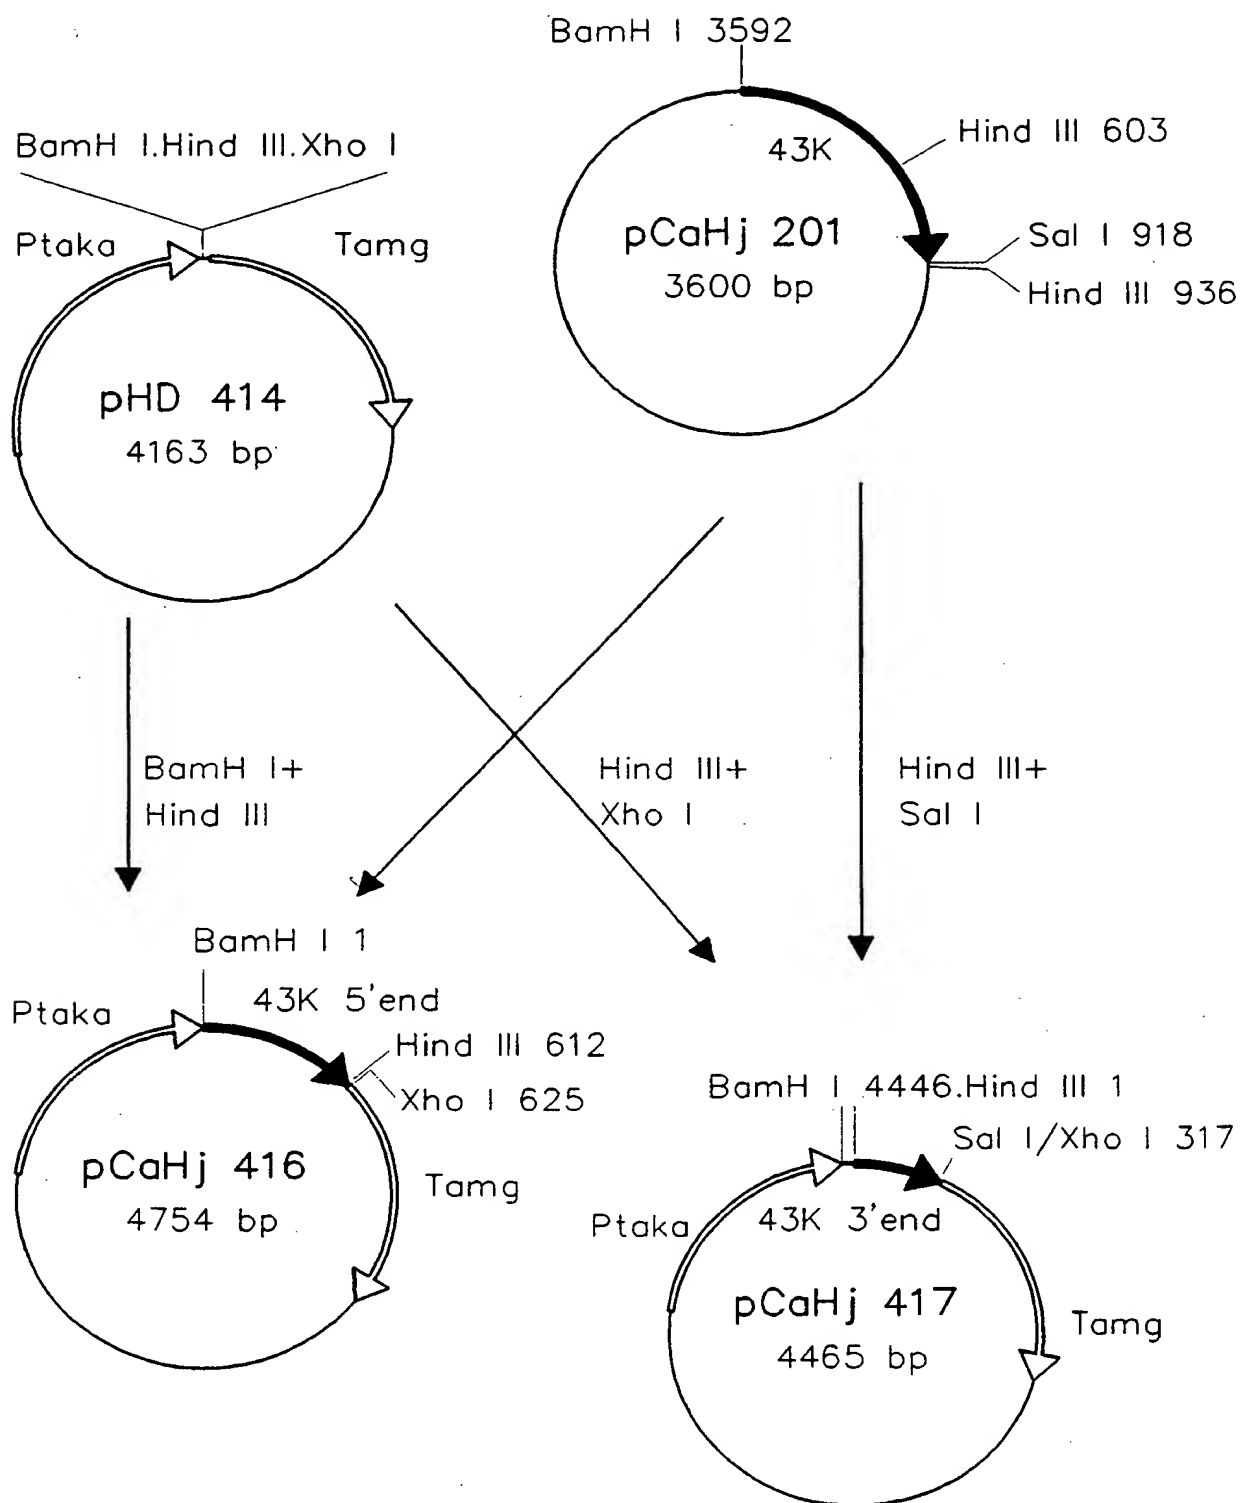 BamH I 3592
BamH I.Hind III.Xho I
Hind III 603
43K
Ptaka
Tamg
pCaHj 201
3600 bp
Sal I 918
Hind III 936
pHD 414
4163 bp
BamH I+
Hind III
Hind III+
Xho I
Hind III+
Sal I
BamH I 1
43K 5'end
Ptaka
Hind III 612
Xho I 625
pCaHj 416
4754 bp
Tamg
BamH I 4446.Hind III 1
Sal I/Xho I 317
Ptaka
43K 3'end
pCaHj 417
4465 bp
Tamg